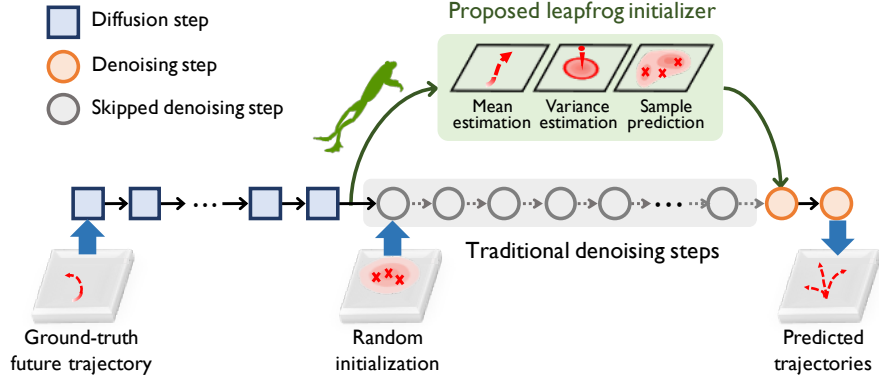 Proposed leapfrog initializer
Diffusion step
Denoising step
Skipped denoising step
Mean
estimation
Variance
estimation
Sample
prediction
...
...
Traditional denoising steps
Ground-truth
future trajectory
Random
initialization
Predicted
trajectories